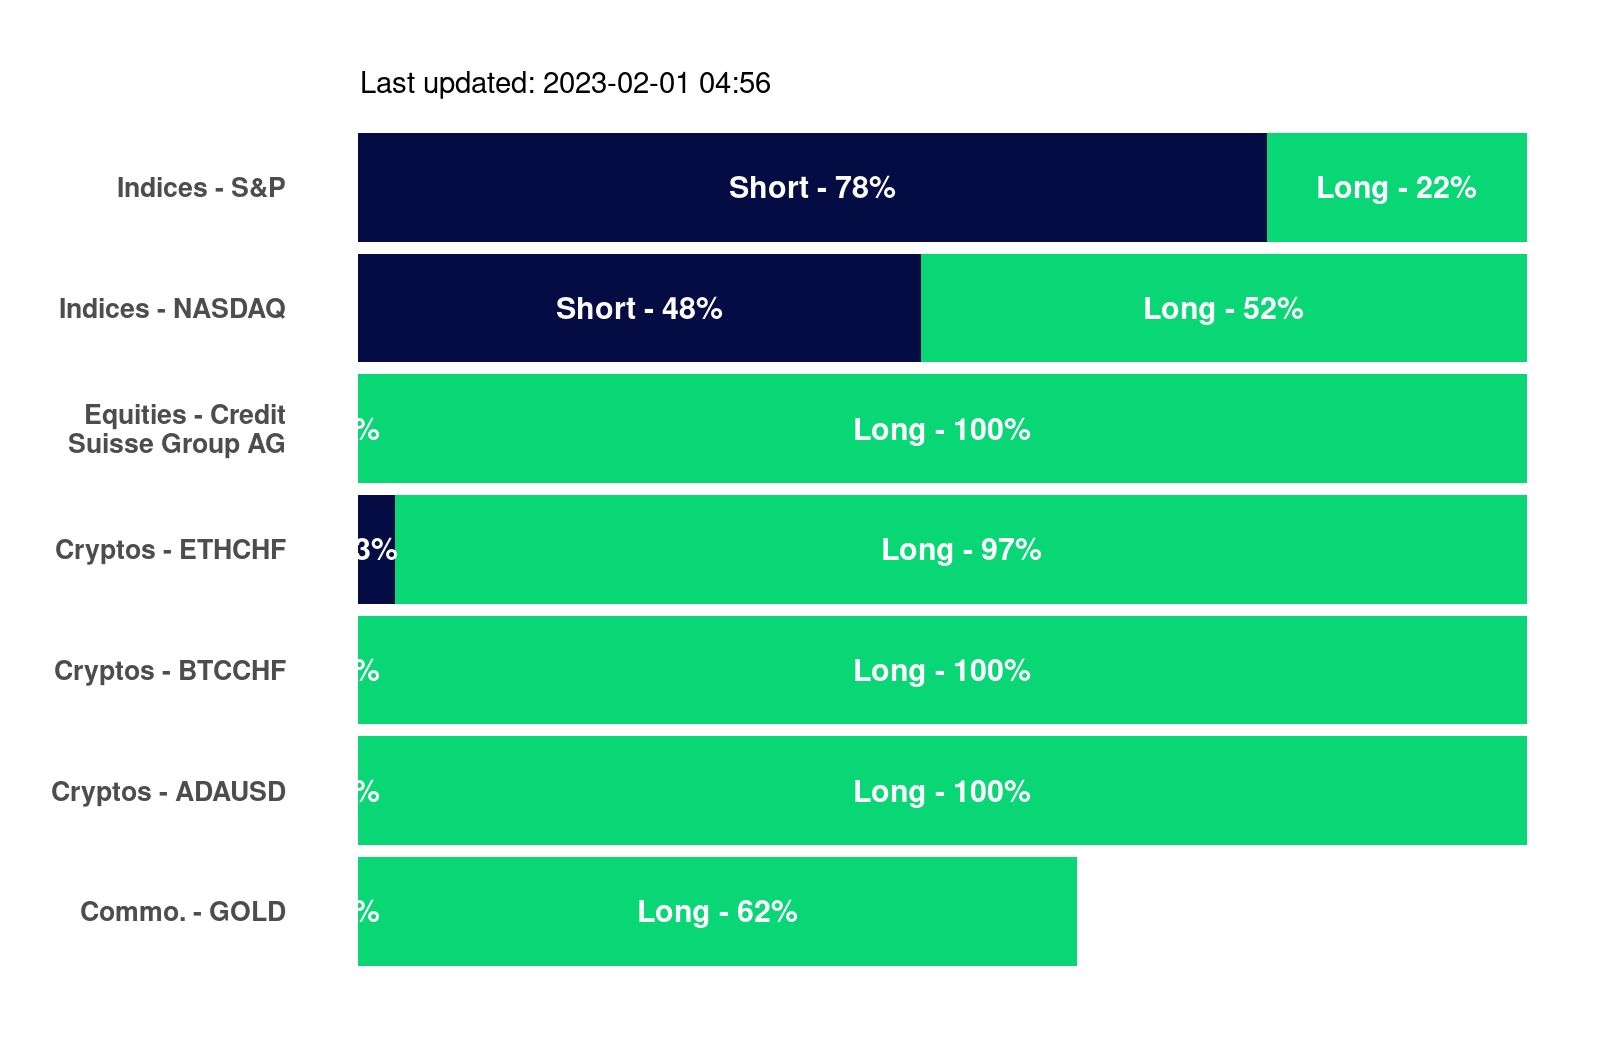 Last updated: 2023-02-01 04:56
Indices - S&P
Short - 78%
Long - 22%
Indices - NASDAQ
Short - 48%
Long - 52%
Equities - Credit
Suisse Group AG
%
Long - 100%
Cryptos - ETHCHF
3%
Long - 97%
Cryptos - BTCCHF
%
Long - 100%
Cryptos - ADAUSD
%
Long - 100%
Commo. - GOLD
%
Long - 62%